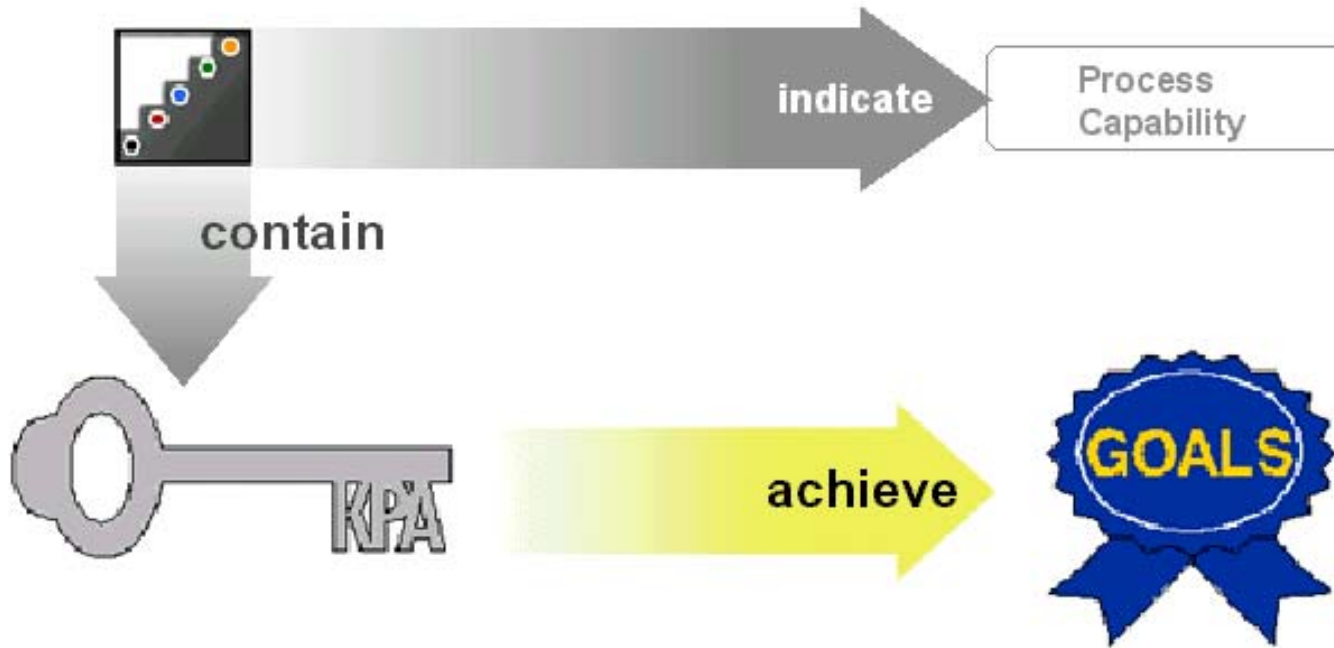 indicate
Process
Capability
contain
KPA
achieve
GOALS